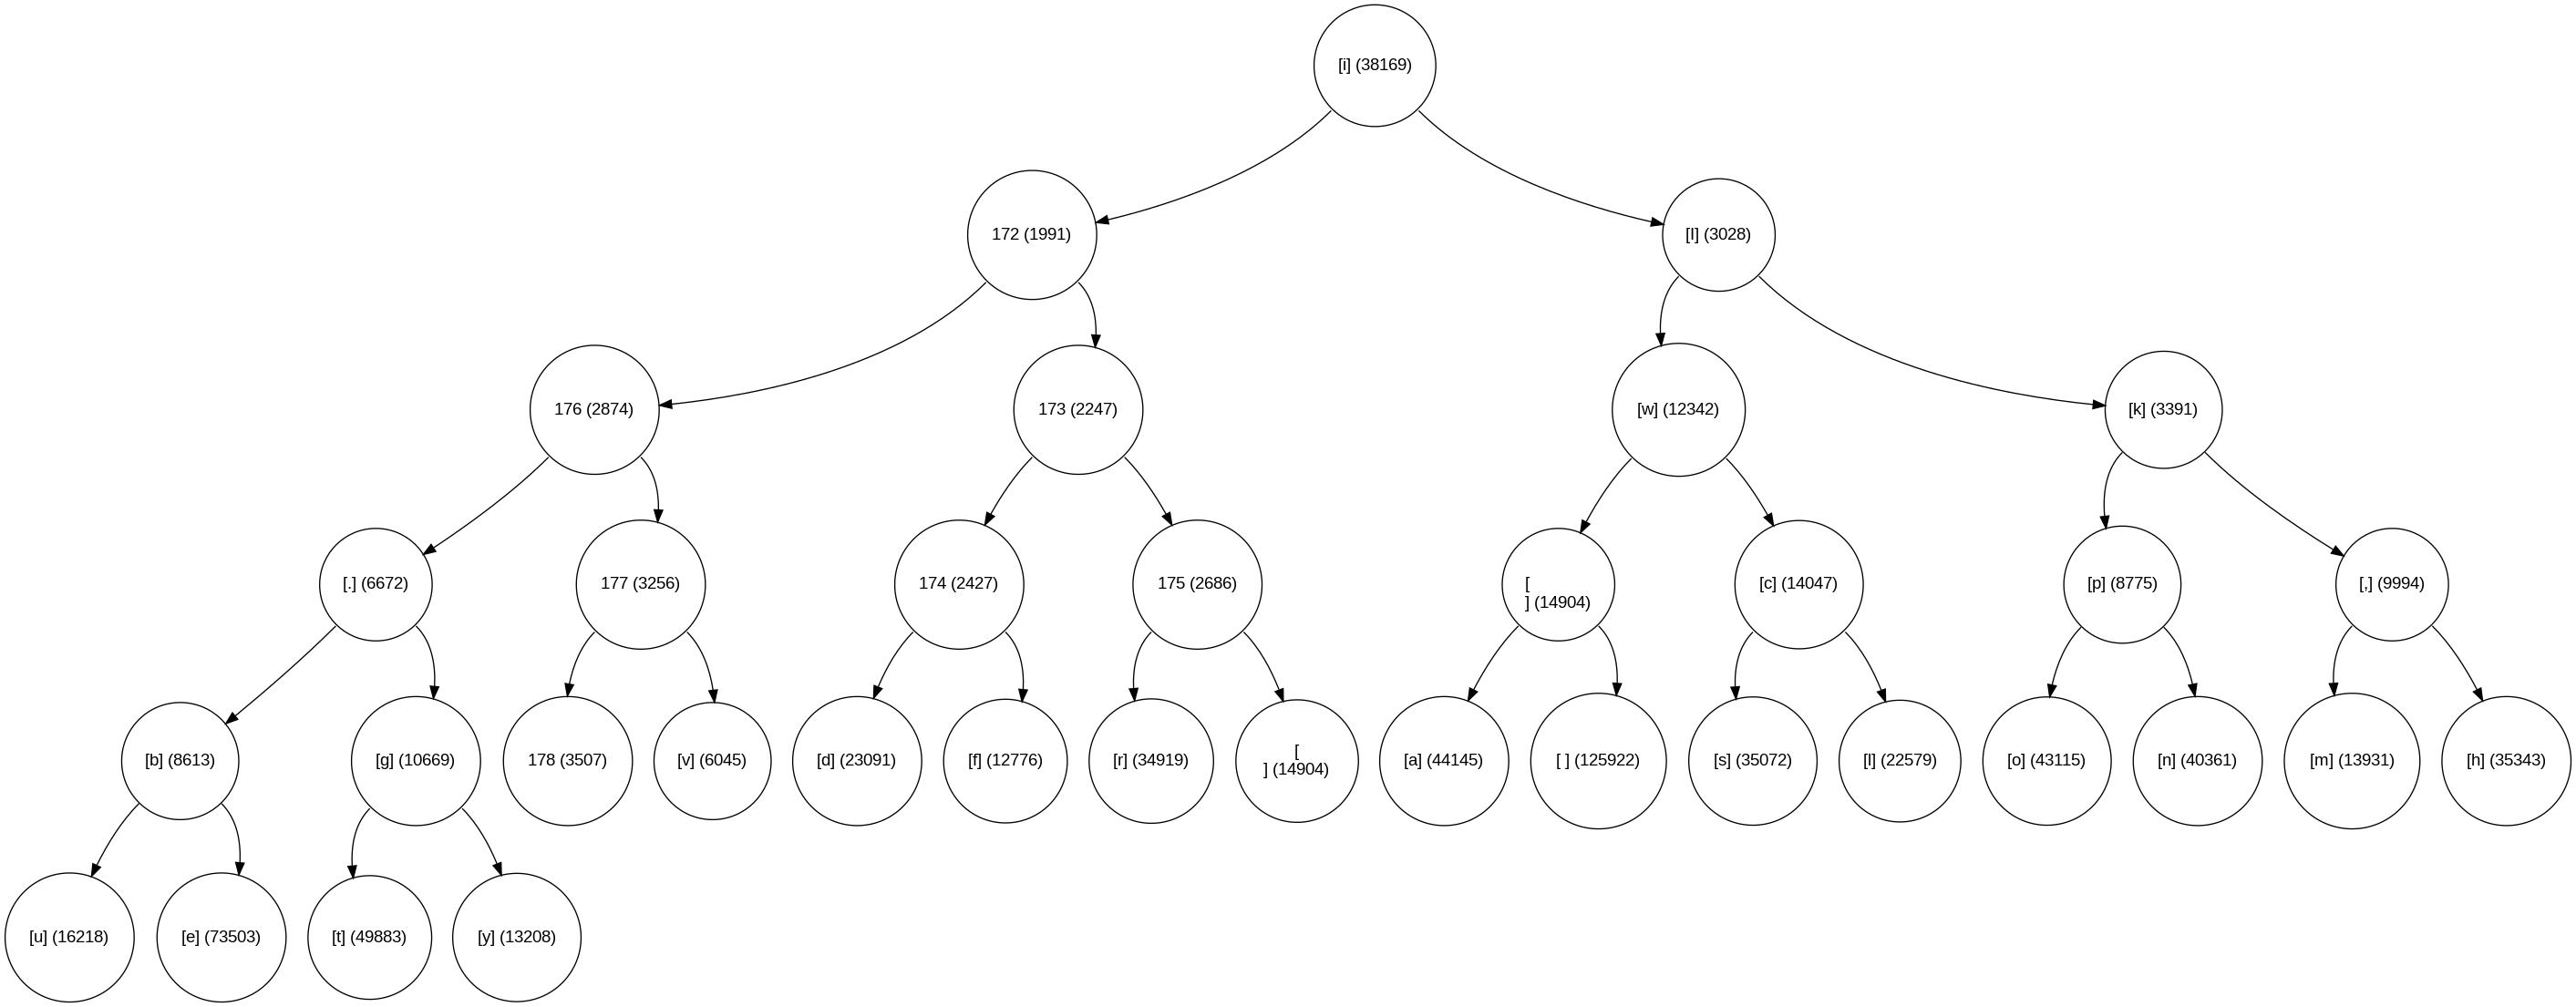 [i] (38169)
172 (1991)
[I] (3028)
176 (2874)
173 (2247)
[w] (12342)
[k] (3391)
[.] (6672)
177 (3256)
174 (2427)
175 (2686)
[
] (14904)
[c] (14047)
[p] (8775)
[,] (9994)
[b] (8613)
[g] (10669)
178 (3507)
[v] (6045)
[d] (23091)
[f] (12776)
[r] (34919)
[
] (14904)
[a] (44145)
[ ] (125922)
[s] (35072)
[l] (22579)
[o] (43115)
[n] (40361)
[m] (13931)
[h] (35343)
[u] (16218)
[e] (73503)
[t] (49883)
[y] (13208)